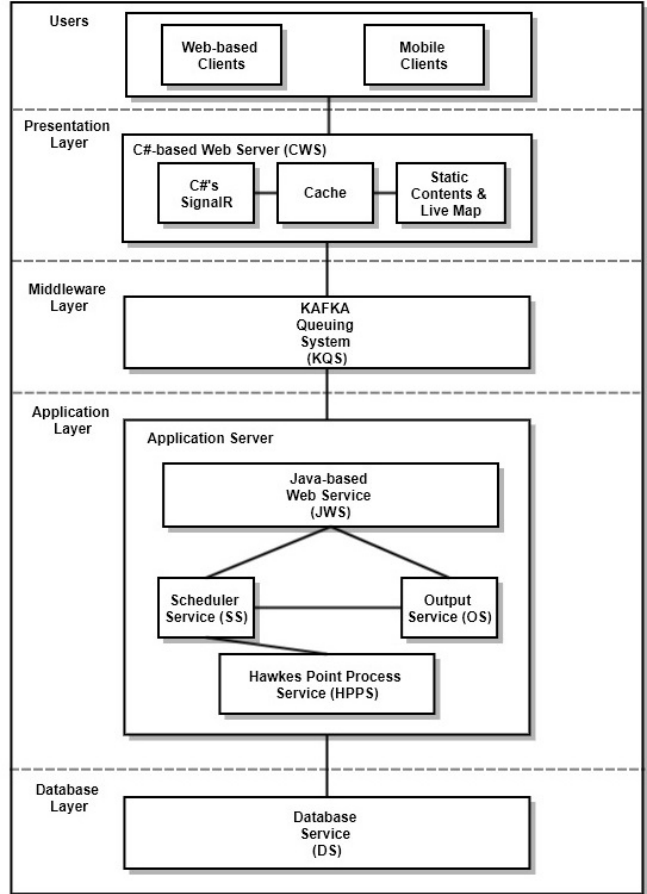 Users
Web-based
Clients
Mobile
Clients
Presentation
Layer
C#-based Web Server (CWS)
C#'s
SignalR
Cache
Static
Contents &
Live Map
Middleware
Layer
KAFKA
Queuing
System
(KQS)
Application
Layer
Application Server
Java-based
Web Service
(JWS)
Scheduler
Service (SS)
Output
Service (OS)
Hawkes Point Process
Service (HPPS)
Database
Layer
Database
Service
(DS)